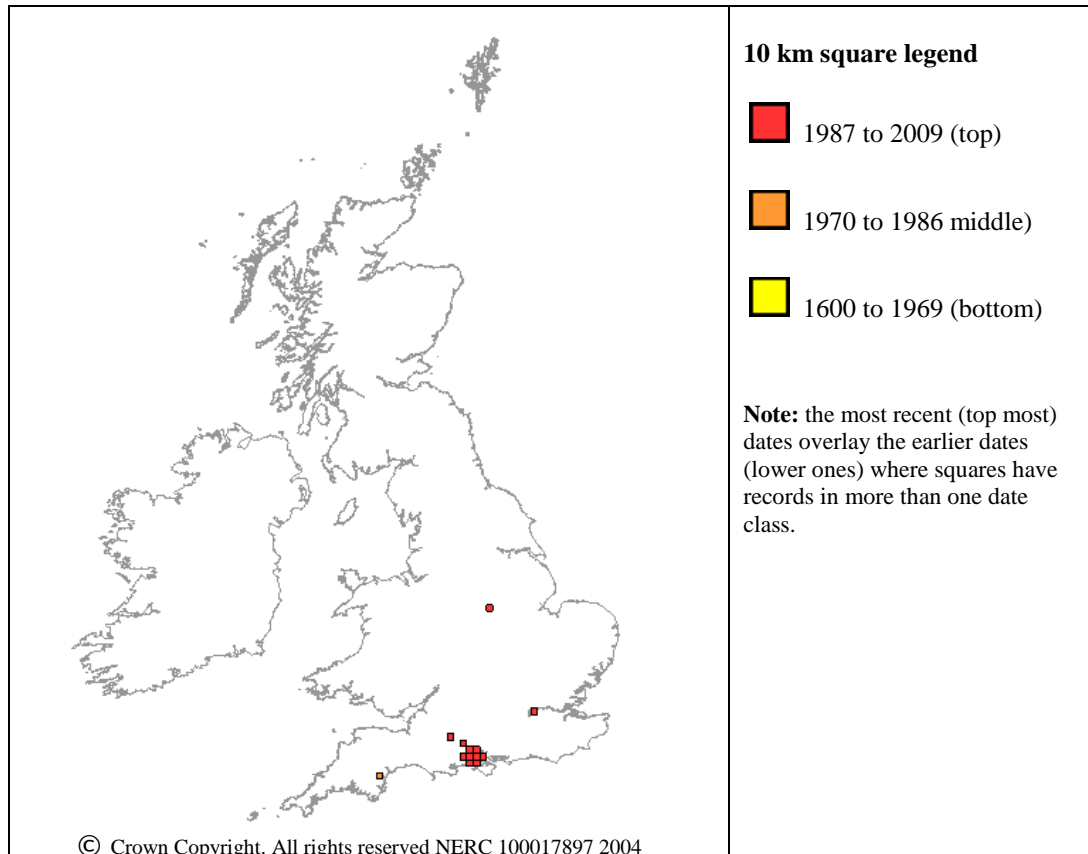 10 km square legend
1987 to 2009 (top)
1970 to 1986 middle)
1600 to 1969 (bottom)
Note: the most recent (top most)
dates overlay the earlier dates
(lower ones) where squares have
records in more than one date
class.
© Crown Copyright. All rights reserved NERC 100017897 2004